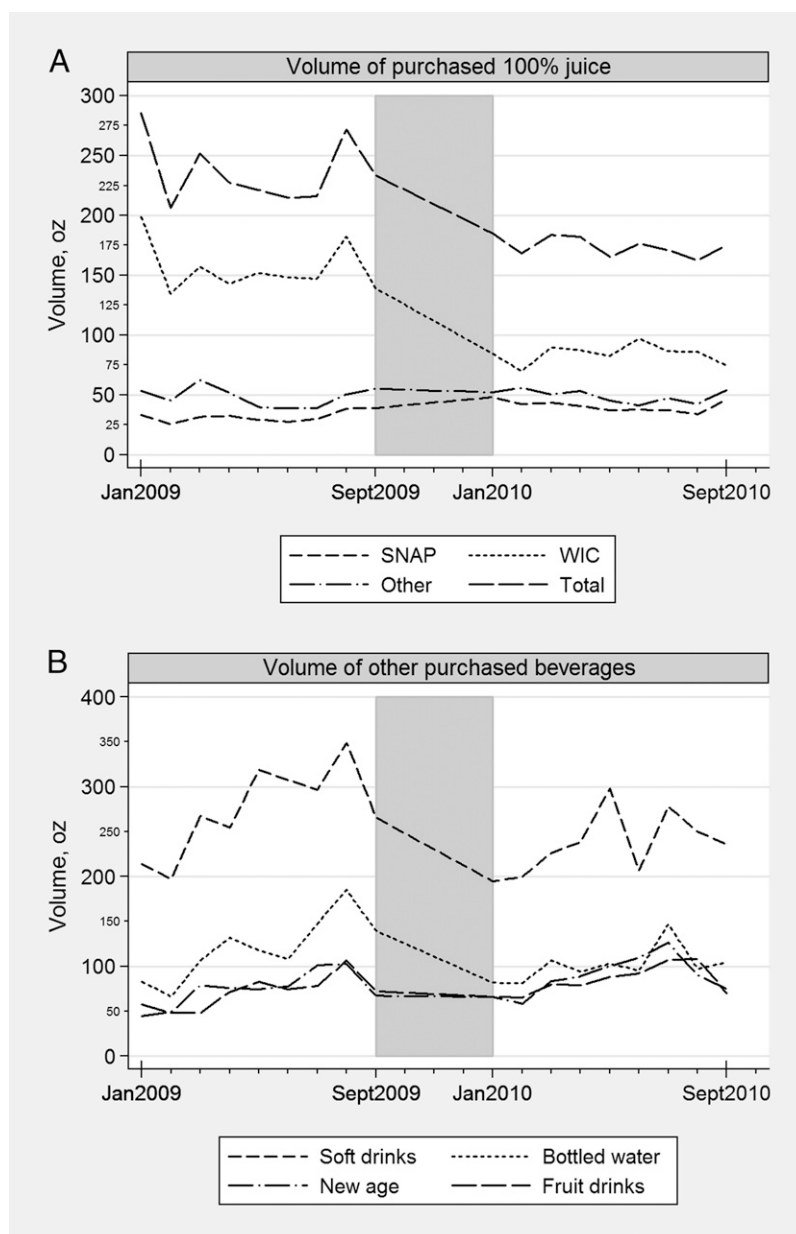 A
Volume of purchased 100% juice
300
275
250
225
200
175
150
125
100
75
50
25
0
Volume, oz
Jan2009 Sept2009 Jan2010 Sept2010
SNAP WIC
Other Total
B
Volume of other purchased beverages
400
350
300
250
200
150
100
50
0
Volume, oz
Jan2009 Sept2009 Jan2010 Sept2010
Soft drinks Bottled water
New age Fruit drinks